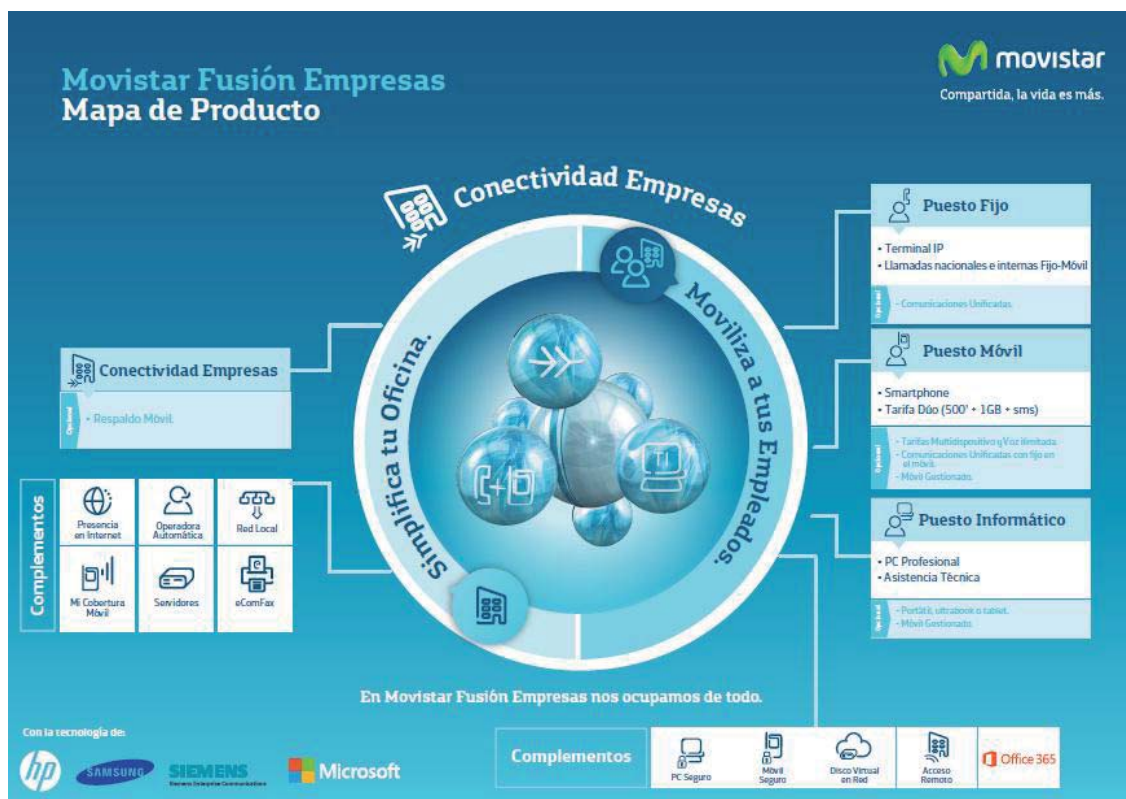 Movistar Fusión Empresas
Mapa de Producto
movistar
Compartida, la vida es más.
Conectividad Empresas
Simplifica tu Oficina.
Moviliza a tus Empleados.
TI
Conectividad Empresas
Opcional
• Respaldo Móvil.
Complementos
Presencia
en Internet
Operadora
Automática
Red Local
Mi Cobertura
Móvil
Servidores
eComFax
Puesto Fijo
• Terminal IP
• Llamadas nacionales e internas Fijo-Móvil
Opcional
- Comunicaciones Unificadas.
Puesto Móvil
• Smartphone
• Tarifa Dúo (500' + 1GB + sms)
Opcional
- Tarifas Multidispositivo y Voz ilimitada.
- Comunicaciones Unificadas con fijo en
el móvil.
- Móvil Gestionado.
Puesto Informático
• PC Profesional
• Asistencia Técnica
Opcional
- Portátil, ultrabook o tablet.
- Móvil Gestionado.
En Movistar Fusión Empresas nos ocupamos de todo.
Con la tecnología de:
hp
SAMSUNG
SIEMENS
Siemens Enterprise Communications
Microsoft
Complementos
PC Seguro
Móvil
Seguro
Disco Virtual
en Red
Acceso
Remoto
Office 365